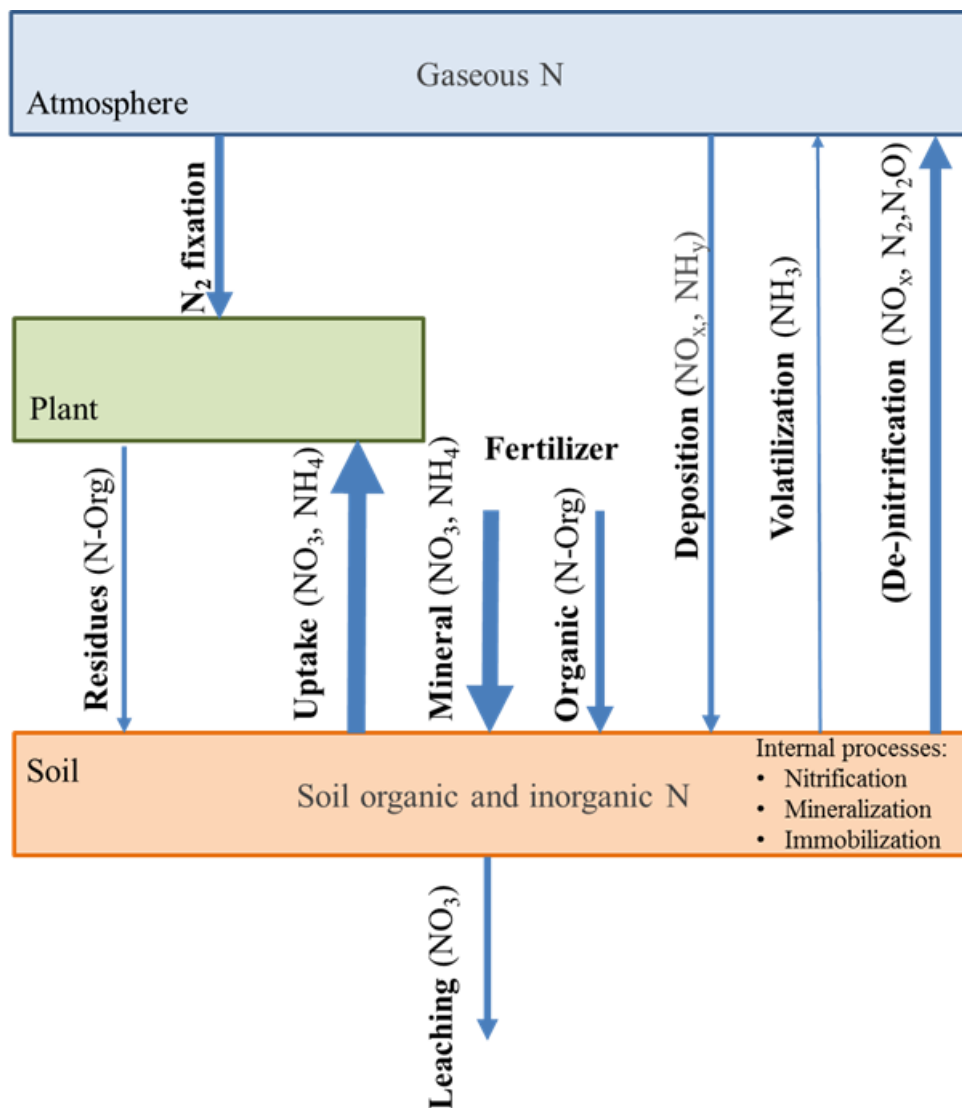 Gaseous N
Atmosphere
N₂ fixation
Deposition (NOₓ,, NHᵧ)
Volatilization (NH₃)
(De-)nitrification (NOₓ, N₂,N₂O)
Plant
Residues (N-Org)
Uptake (NO₃, NH₄)
Mineral (NO₃, NH₄)
Fertilizer
Organic (N-Org)
Soil
Soil organic and inorganic N
Internal processes:
• Nitrification
• Mineralization
• Immobilization
Leaching (NO₃)